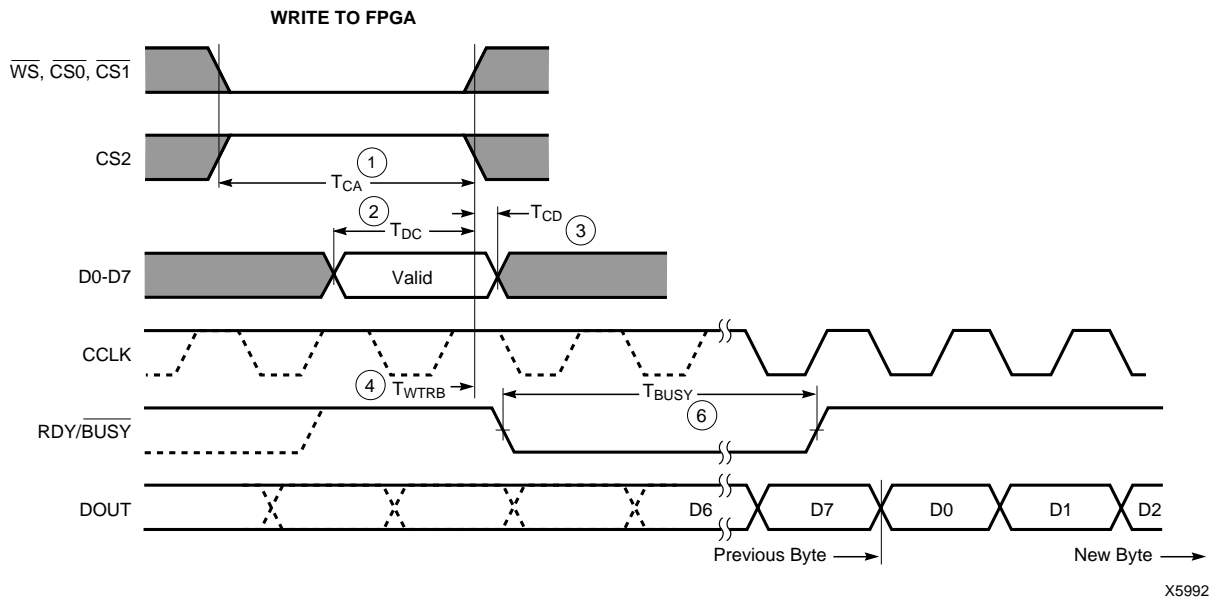 WRITE TO FPGA
WS, CS0, CS1
CS2
1
TCA
2
TDC
TCD
3
D0-D7
Valid
CCLK
4
TWTRB
TBUSY
6
RDY/BUSY
DOUT
D6
D7
D0
D1
D2
Previous Byte
New Byte
X5992